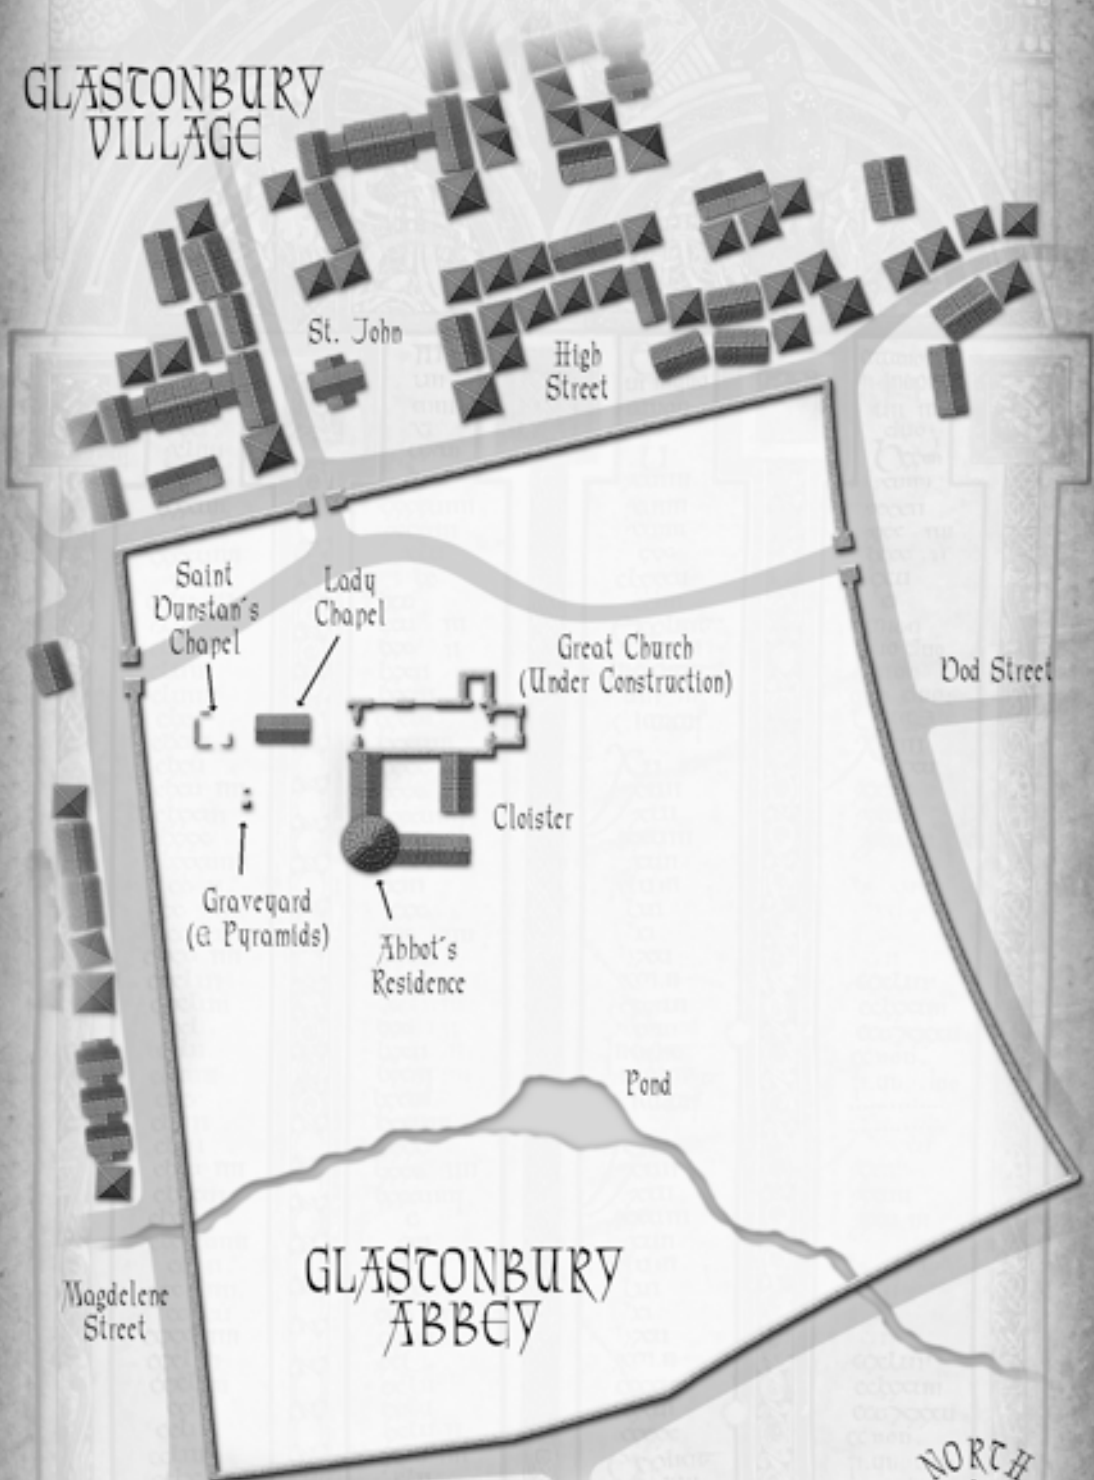 GLASTONBURY
VILLAGE
St. John
High
Street
Saint
Dunstan's
Chapel
Lady
Chapel
Great Church
(Under Construction)
Dod Street
Cloister
Graveyard
(& Pyramids)
Abbot's
Residence
Pond
GLASTONBURY
ABBEY
Magdelene
Street
NORTH